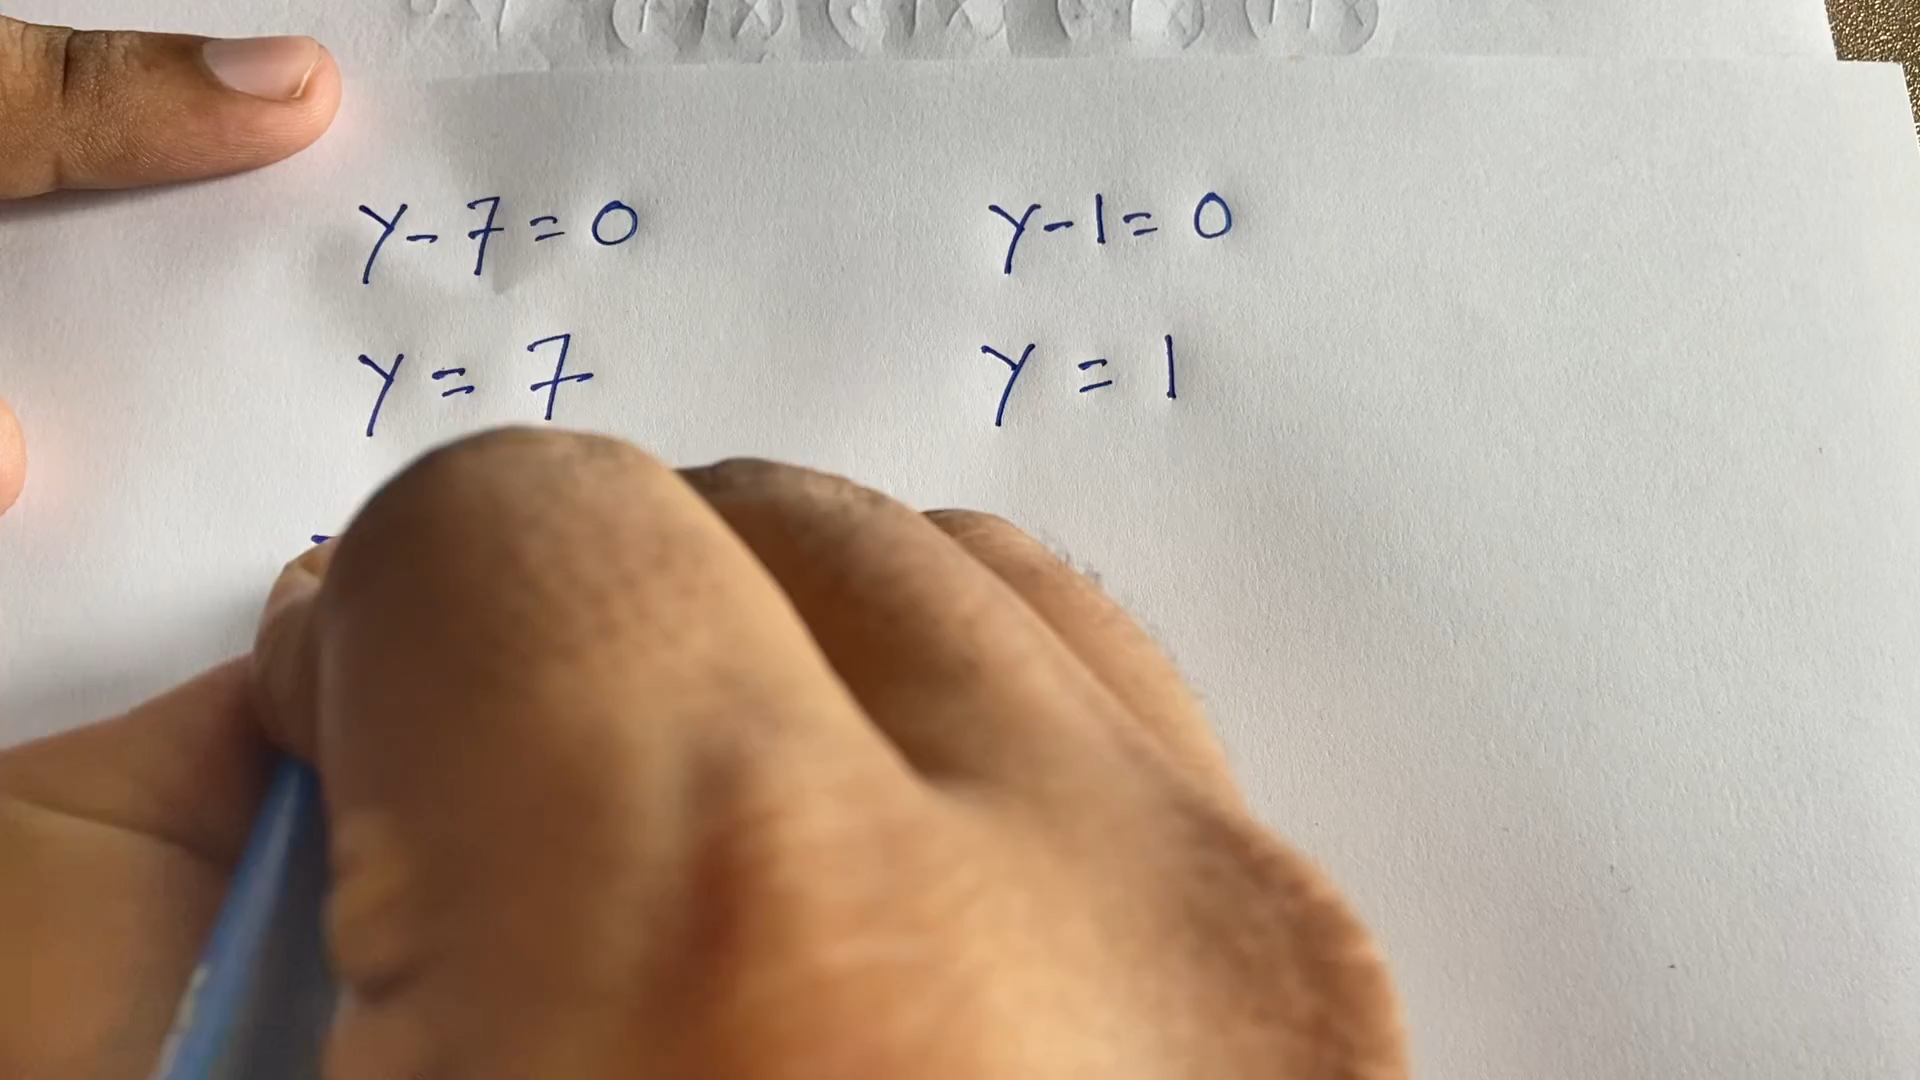 y - 7 = 0
y - 1 = 0
y = 7
y = 1